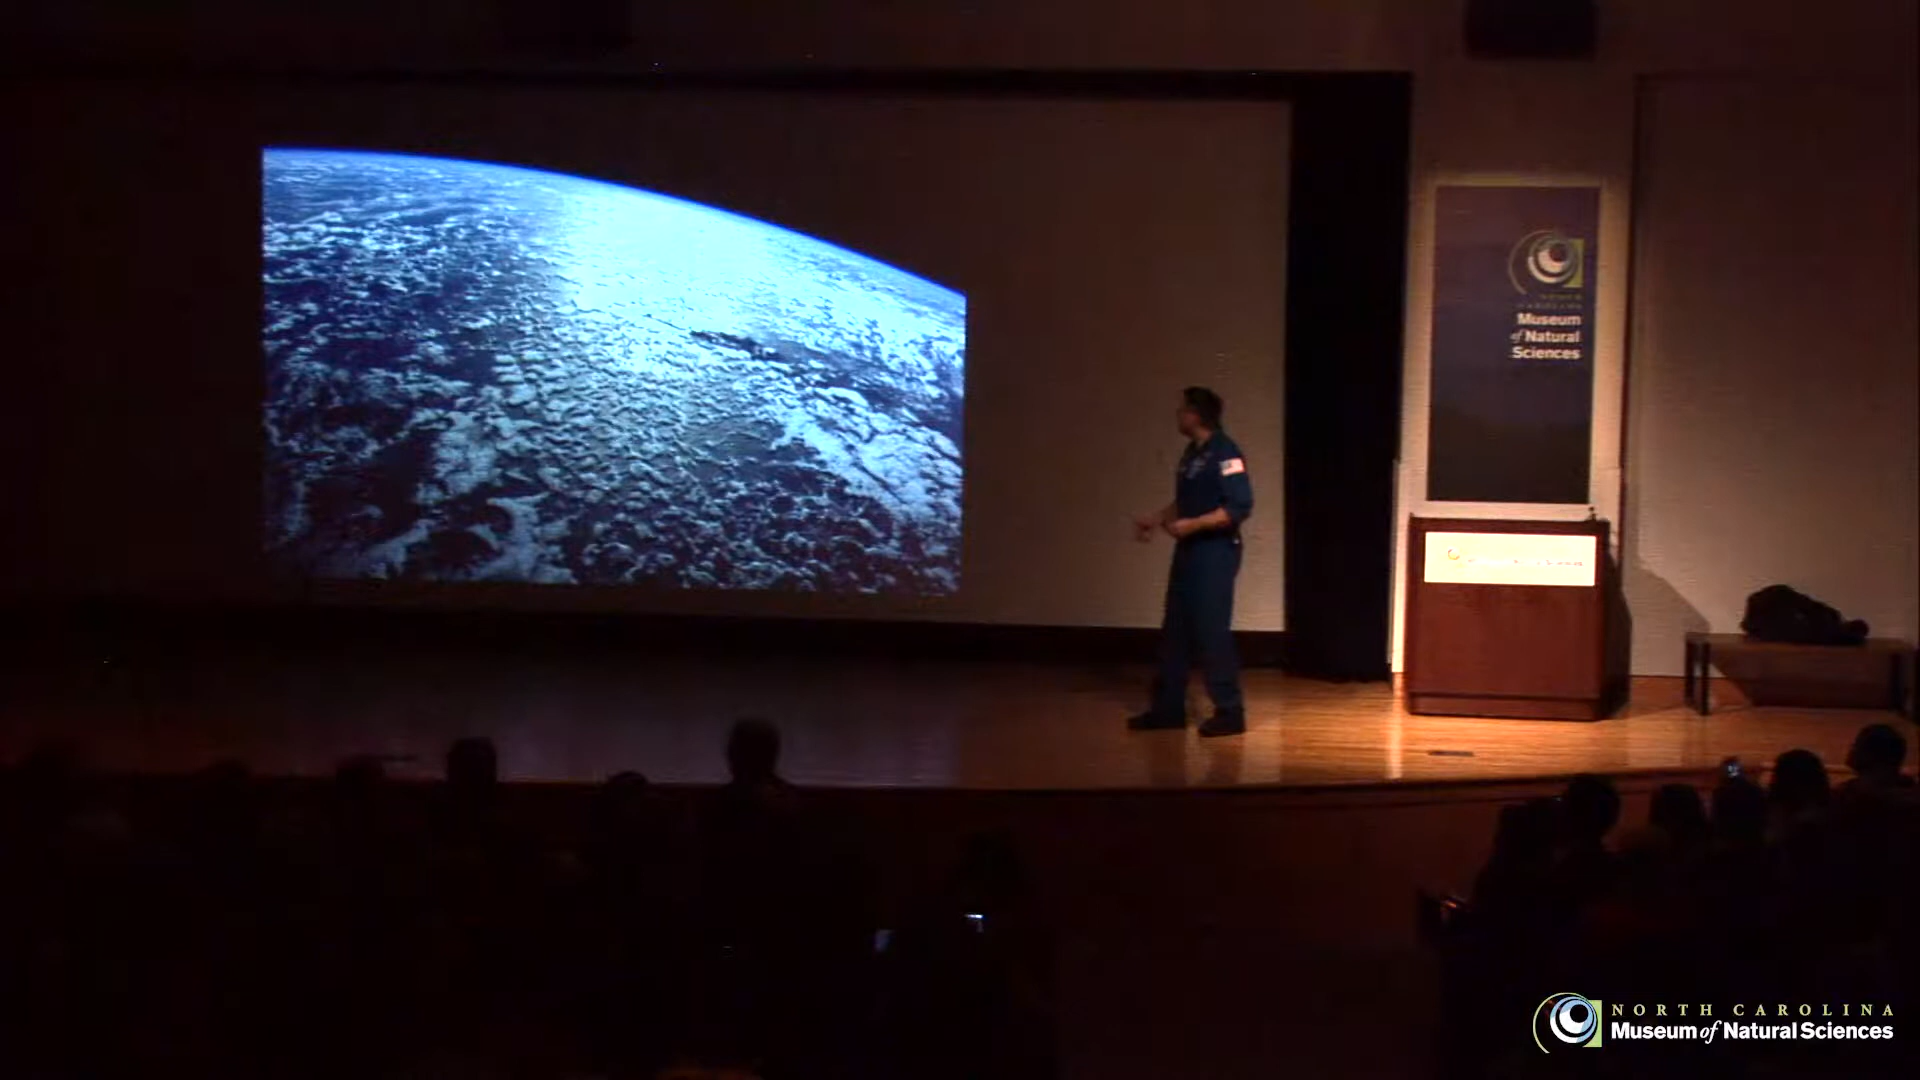 Museum
of Natural
Sciences
NORTH CAROLINA
Museum of Natural Sciences